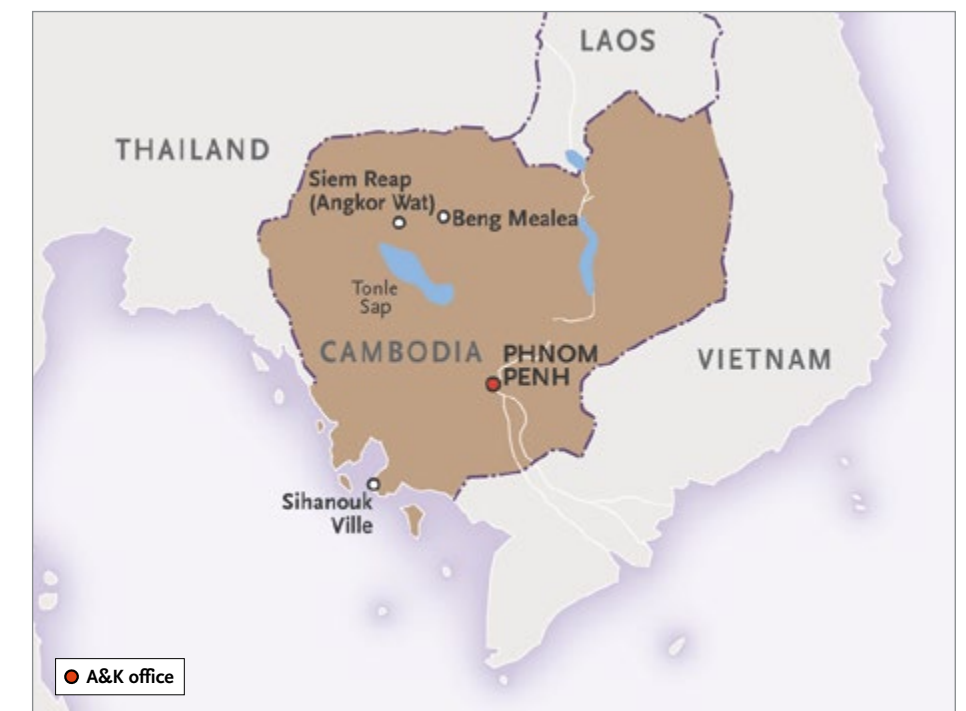 LAOS
THAILAND
Siem Reap
(Angkor Wat)
Beng Mealea
Tonle
Sap
CAMBODIA
PHNOM
PENH
VIETNAM
Sihanouk
Ville
A&K office